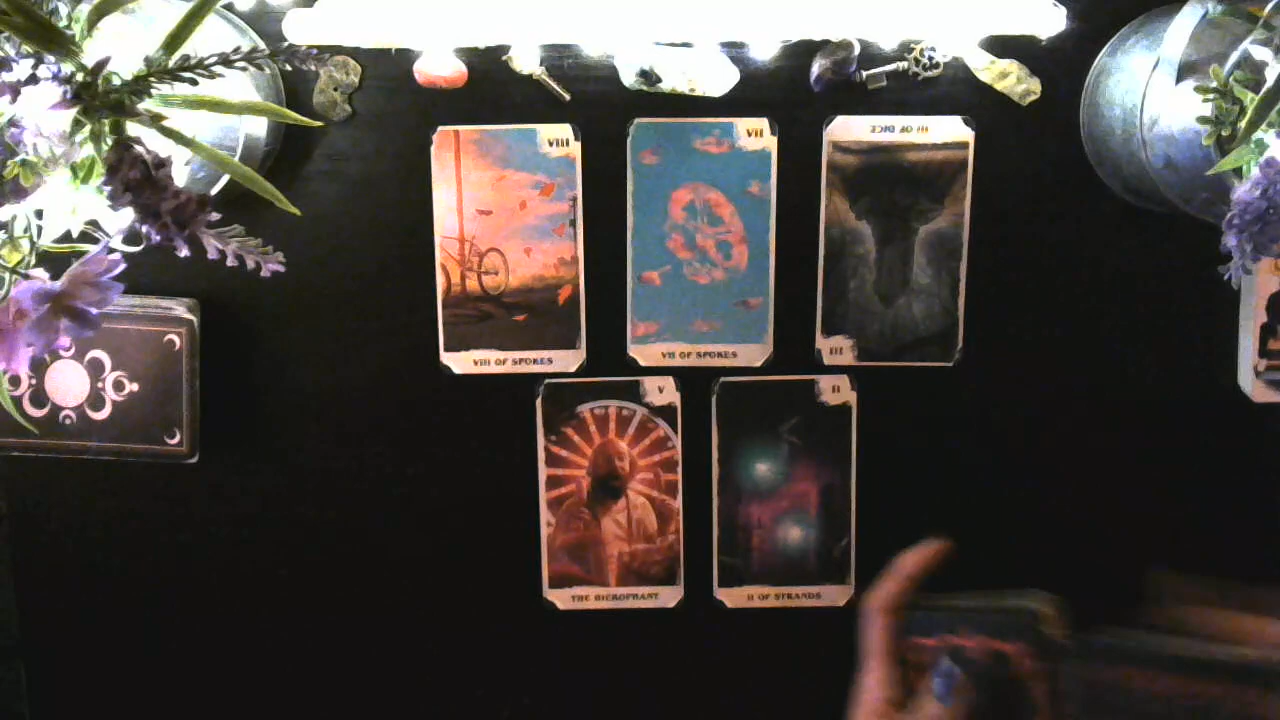 VIII
VIII OF SPOKES
VII
VII OF SPOKES
III OF DICE
III
V
THE HIEROPHANT
II
II OF STRANDS